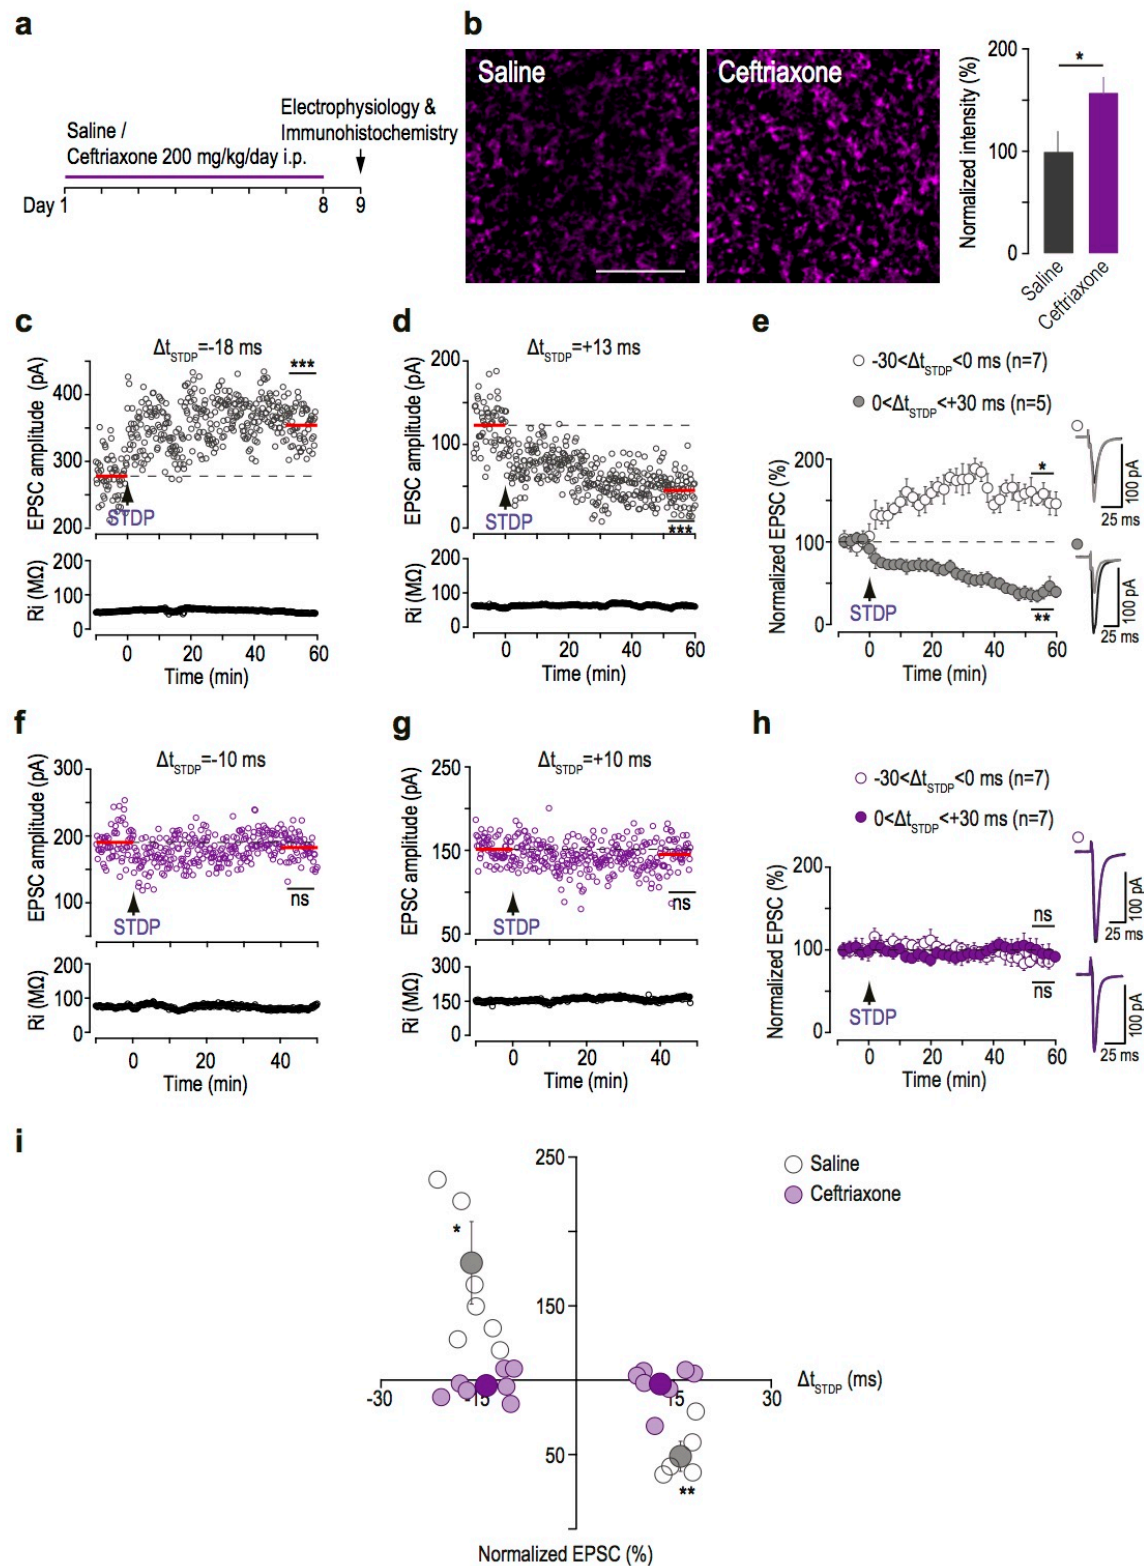 a
Saline /
Ceftriaxone 200 mg/kg/day i.p.
Electrophysiology &
Immunohistochemistry
Day 1
8
9
b
Saline
Ceftriaxone
Normalized intensity (%)
200
100
0
*
Saline
Ceftriaxone
c
Δt_STDP=-18 ms
EPSC amplitude (pA)
400
300
200
***
STDP
Ri (MΩ)
200
100
0
0
20
40
60
Time (min)
d
Δt_STDP=+13 ms
EPSC amplitude (pA)
200
150
100
50
0
***
STDP
Ri (MΩ)
200
100
0
0
20
40
60
Time (min)
e
-30<Δt_STDP<0 ms (n=7)
0<Δt_STDP<+30 ms (n=5)
Normalized EPSC (%)
200
100
0
*
**
STDP
0
20
40
60
Time (min)
100 pA
25 ms
100 pA
25 ms
f
Δt_STDP=-10 ms
EPSC amplitude (pA)
300
200
100
ns
STDP
Ri (MΩ)
200
100
0
0
20
40
Time (min)
g
Δt_STDP=+10 ms
EPSC amplitude (pA)
250
150
50
ns
STDP
Ri (MΩ)
300
150
0
0
20
40
Time (min)
h
-30<Δt_STDP<0 ms (n=7)
0<Δt_STDP<+30 ms (n=7)
Normalized EPSC (%)
200
100
0
ns
ns
STDP
0
20
40
60
Time (min)
100 pA
25 ms
100 pA
25 ms
i
250
150
50
Saline
Ceftriaxone
*
**
-30
-15
15
30
Δt_STDP (ms)
Normalized EPSC (%)